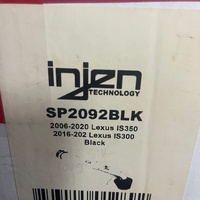 injen
TECHNOLOGY
SP2092BLK
2006-2020 Lexus IS350
2016-202 Lexus IS300
Black